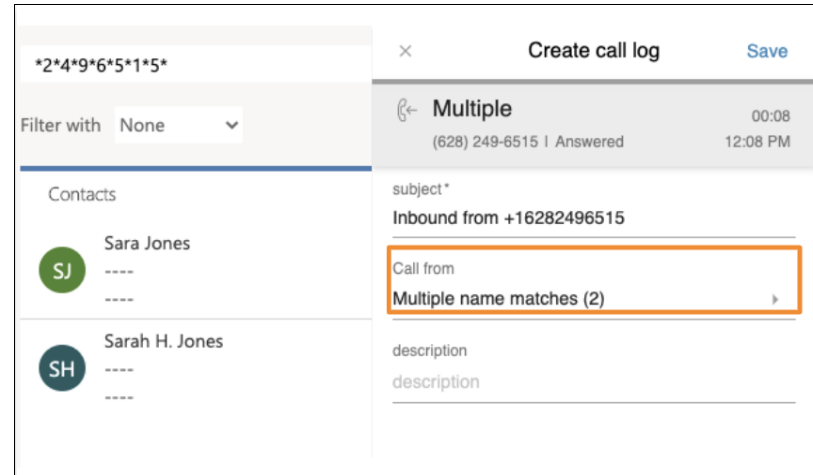 *2*4*9*6*5*1*5*
Filter with None
Contacts
SJ
Sara Jones
----
----
SH
Sarah H. Jones
----
----
× Create call log Save
Multiple 00:08
(628) 249-6515 | Answered 12:08 PM
subject*
Inbound from +16282496515
Call from
Multiple name matches (2)
description
description